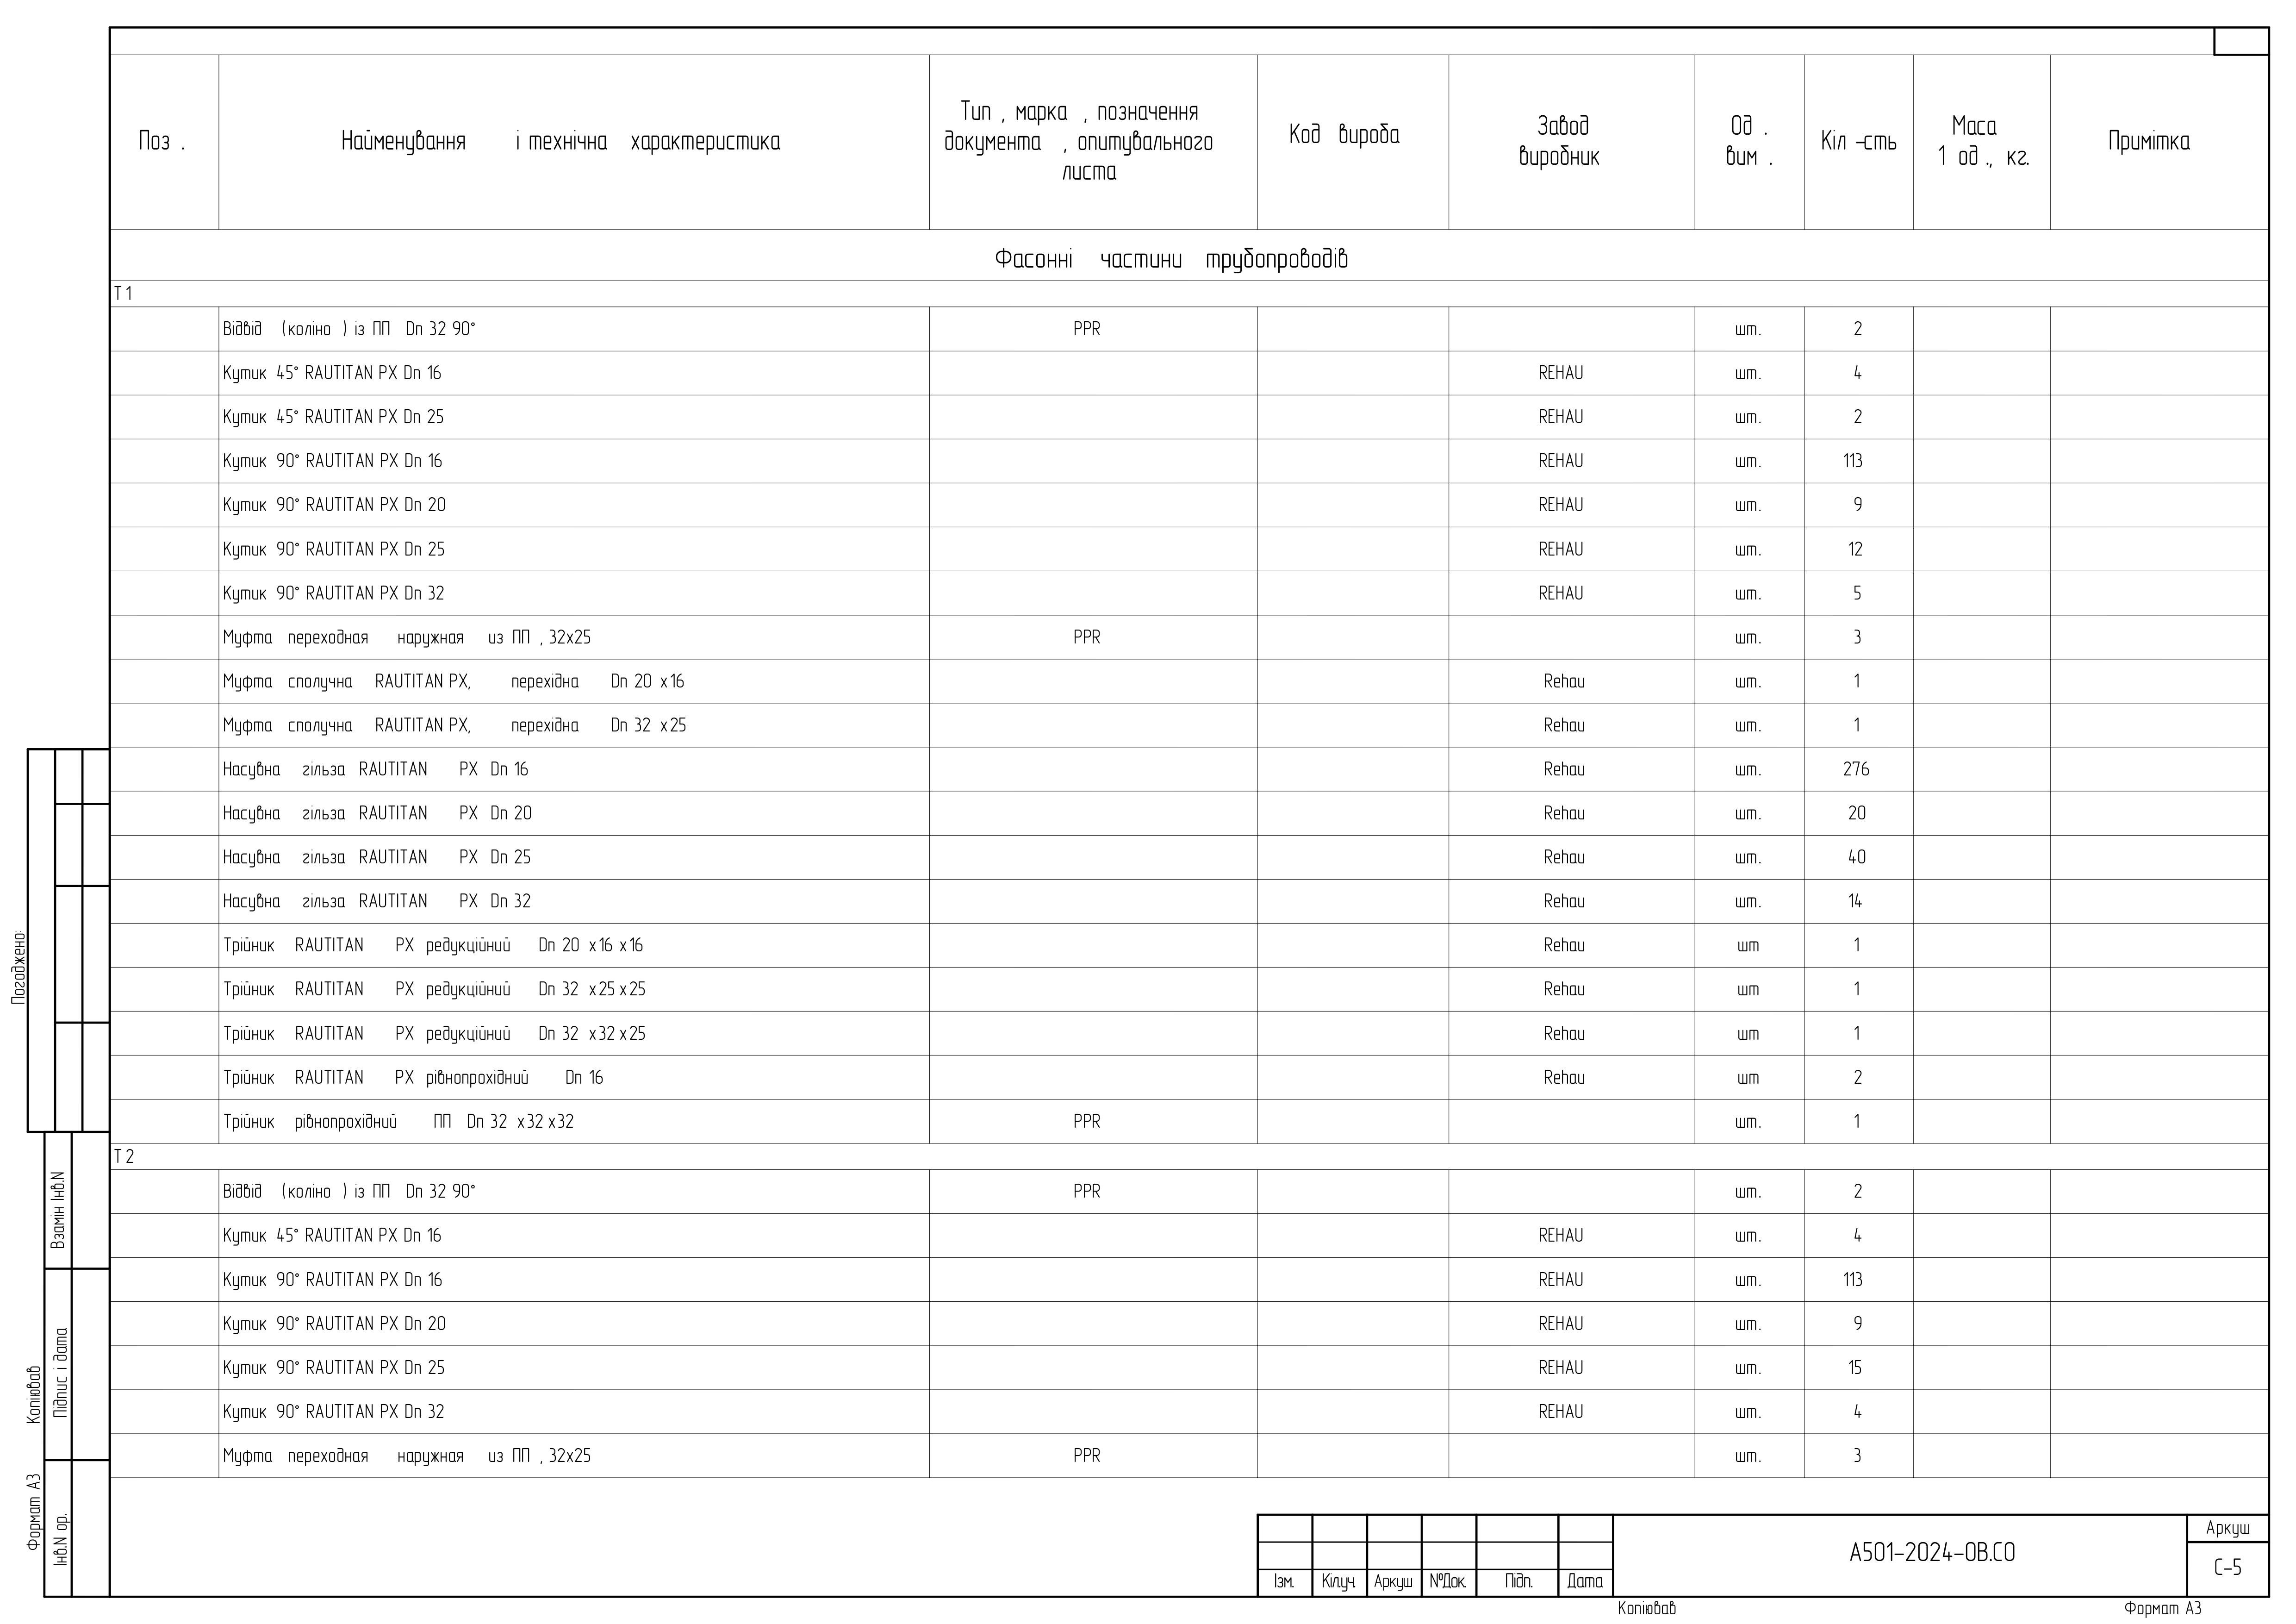 Поз. Найменування і технічна характеристика Тип, марка, позначення документа, опитувального листа Код вироба Завод виробник Од. вим. Кіл-сть Маса 1 од., кг. Примітка
Фасонні частини трубопроводів
Т1
Відвід (коліно) із ПП Dn 32 90° PPR шт. 2
Кутик 45° RAUTITAN PX Dn 16 REHAU шт. 4
Кутик 45° RAUTITAN PX Dn 25 REHAU шт. 2
Кутик 90° RAUTITAN PX Dn 16 REHAU шт. 113
Кутик 90° RAUTITAN PX Dn 20 REHAU шт. 9
Кутик 90° RAUTITAN PX Dn 25 REHAU шт. 12
Кутик 90° RAUTITAN PX Dn 32 REHAU шт. 5
Муфта переходная наружная из ПП, 32x25 PPR шт. 3
Муфта сполучна RAUTITAN PX, перехідна Dn 20 x16 Rehau шт. 1
Муфта сполучна RAUTITAN PX, перехідна Dn 32 x25 Rehau шт. 1
Насувна гільза RAUTITAN PX Dn 16 Rehau шт. 276
Насувна гільза RAUTITAN PX Dn 20 Rehau шт. 20
Насувна гільза RAUTITAN PX Dn 25 Rehau шт. 40
Насувна гільза RAUTITAN PX Dn 32 Rehau шт. 14
Трійник RAUTITAN PX редукційний Dn 20 x16 x16 Rehau шт 1
Трійник RAUTITAN PX редукційний Dn 32 x25 x25 Rehau шт 1
Трійник RAUTITAN PX редукційний Dn 32 x32 x25 Rehau шт 1
Трійник RAUTITAN PX рівнопрохідний Dn 16 Rehau шт 2
Трійник рівнопрохідний ПП Dn 32 x32 x32 PPR шт. 1
Т2
Відвід (коліно) із ПП Dn 32 90° PPR шт. 2
Кутик 45° RAUTITAN PX Dn 16 REHAU шт. 4
Кутик 90° RAUTITAN PX Dn 16 REHAU шт. 113
Кутик 90° RAUTITAN PX Dn 20 REHAU шт. 9
Кутик 90° RAUTITAN PX Dn 25 REHAU шт. 15
Кутик 90° RAUTITAN PX Dn 32 REHAU шт. 4
Муфта переходная наружная из ПП, 32x25 PPR шт. 3
Погоджено:
Взамін Інв.N
Підпис і дата
Інв.N ор.
Копіював
Формат А3
Ізм. Кіл.уч. Аркуш №Док. Підп. Дата
А501-2024-ОВ.СО
Аркуш
С-5
Копіював
Формат А3